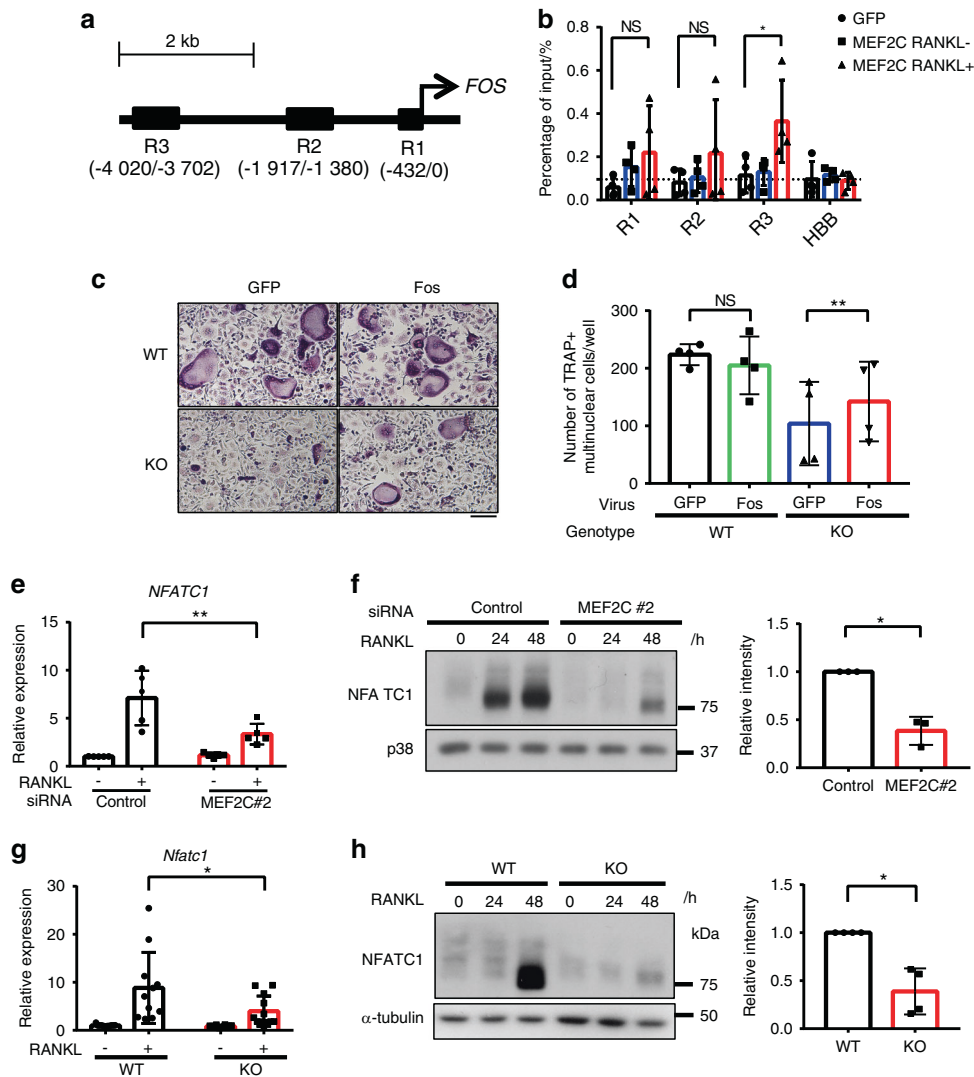 a
2 kb
FOS
R3
R2
R1
(-4 020/-3 702)
(-1 917/-1 380)
(-432/0)
b
GFP
MEF2C RANKL-
MEF2C RANKL+
NS
NS
*
Percentage of input/%
0.8
0.6
0.4
0.2
0.0
R1
R2
R3
HBB
c
GFP
Fos
WT
KO
d
NS
**
Number of TRAP+
multinuclear cells/well
300
200
100
0
Virus
GFP
Fos
GFP
Fos
Genotype
WT
KO
e
NFATC1
**
Relative expression
15
10
5
0
RANKL
-
+
-
+
siRNA
Control
MEF2C#2
f
siRNA
Control
MEF2C #2
RANKL
0
24
48
0
24
48
/h
NFA TC1
75
p38
37
*
Relative intensity
1.5
1.0
0.5
0.0
Control
MEF2C#2
g
Nfatc1
*
Relative expression
30
20
10
0
RANKL
-
+
-
+
WT
KO
h
WT
KO
RANKL
0
24
48
0
24
48
/h
kDa
NFATC1
75
α-tubulin
50
*
Relative intensity
1.5
1.0
0.5
0.0
WT
KO